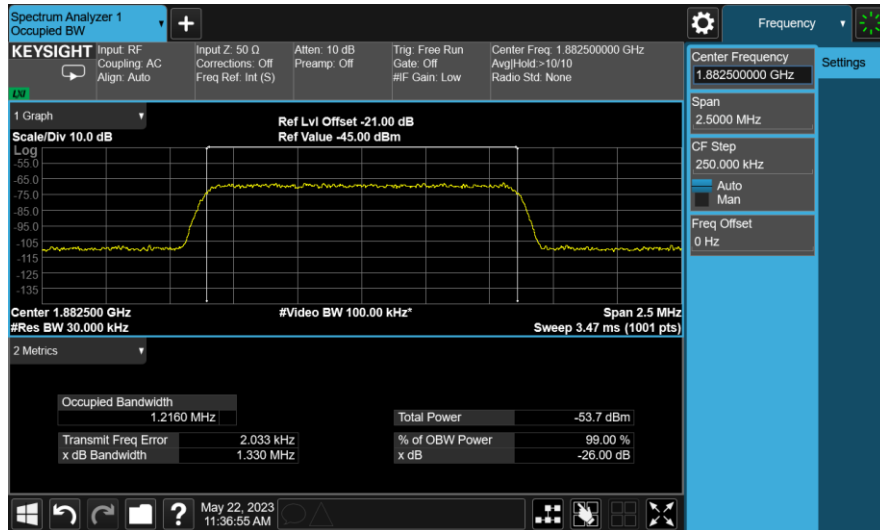 Spectrum Analyzer 1
Occupied BW
Frequency
KEYSIGHT
Input: RF
Coupling: AC
Align: Auto
Input Z: 50 Ω
Corrections: Off
Freq Ref: Int (S)
Atten: 10 dB
Preamp: Off
Trig: Free Run
Gate: Off
#IF Gain: Low
Center Freq: 1.882500000 GHz
Avg|Hold:>10/10
Radio Std: None
LXI
1 Graph
Scale/Div 10.0 dB
Ref Lvl Offset -21.00 dB
Ref Value -45.00 dBm
Log
-55.0
-65.0
-75.0
-85.0
-95.0
-105
-115
-125
-135
Center 1.882500 GHz
#Video BW 100.00 kHz*
Span 2.5 MHz
#Res BW 30.000 kHz
Sweep 3.47 ms (1001 pts)
2 Metrics
Occupied Bandwidth
1.2160 MHz
Total Power -53.7 dBm
Transmit Freq Error 2.033 kHz
% of OBW Power 99.00 %
x dB Bandwidth 1.330 MHz
x dB -26.00 dB
Center Frequency
1.882500000 GHz
Settings
Span
2.5000 MHz
CF Step
250.000 kHz
Auto
Man
Freq Offset
0 Hz
?
May 22, 2023
11:36:55 AM